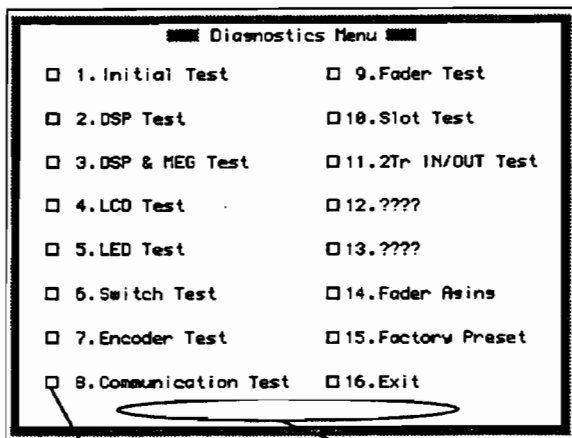 Diagnostics Menu
1.Initial Test
2.DSP Test
3.DSP & MEG Test
4.LCD Test
5.LED Test
6.Switch Test
7.Encoder Test
8.Communication Test
9.Fader Test
10.Slot Test
11.2Tr IN/OUT Test
12.????
13.????
14.Fader Aging
15.Factory Preset
16.Exit